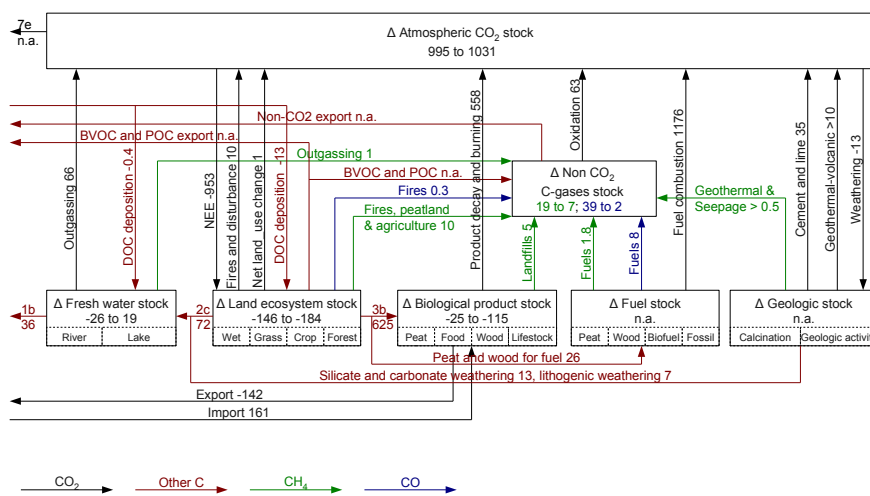 7e
n.a.
Δ Atmospheric CO2 stock
995 to 1031
Outgassing 66
DOC deposition -0.4
NEE -953
Fires and disturbance 10
Net land use change 1
DOC deposition -13
Product decay and burning 558
Oxidation 63
Fuel combustion 1176
Cement and lime 35
Geothermal-volcanic >10
Weathering -13
Non-CO2 export n.a.
BVOC and POC export n.a.
Outgassing 1
BVOC and POC n.a.
Fires 0.3
Fires, peatland
& agriculture 10
Δ Non CO2
C-gases stock
19 to 7; 39 to 2
Geothermal &
Seepage > 0.5
Landfills 5
Fuels 1.8
Fuels 8
1b
36
Δ Fresh water stock
-26 to 19
River Lake
2c
72
Δ Land ecosystem stock
-146 to -184
Wet Grass Crop Forest
3b
625
Δ Biological product stock
-25 to -115
Peat Food Wood Lifestock
Δ Fuel stock
n.a.
Peat Wood Biofuel Fossil
Δ Geologic stock
n.a.
Calcination Geologic activit
Peat and wood for fuel 26
Silicate and carbonate weathering 13, lithogenic weathering 7
Export -142
Import 161
CO2 Other C CH4 CO